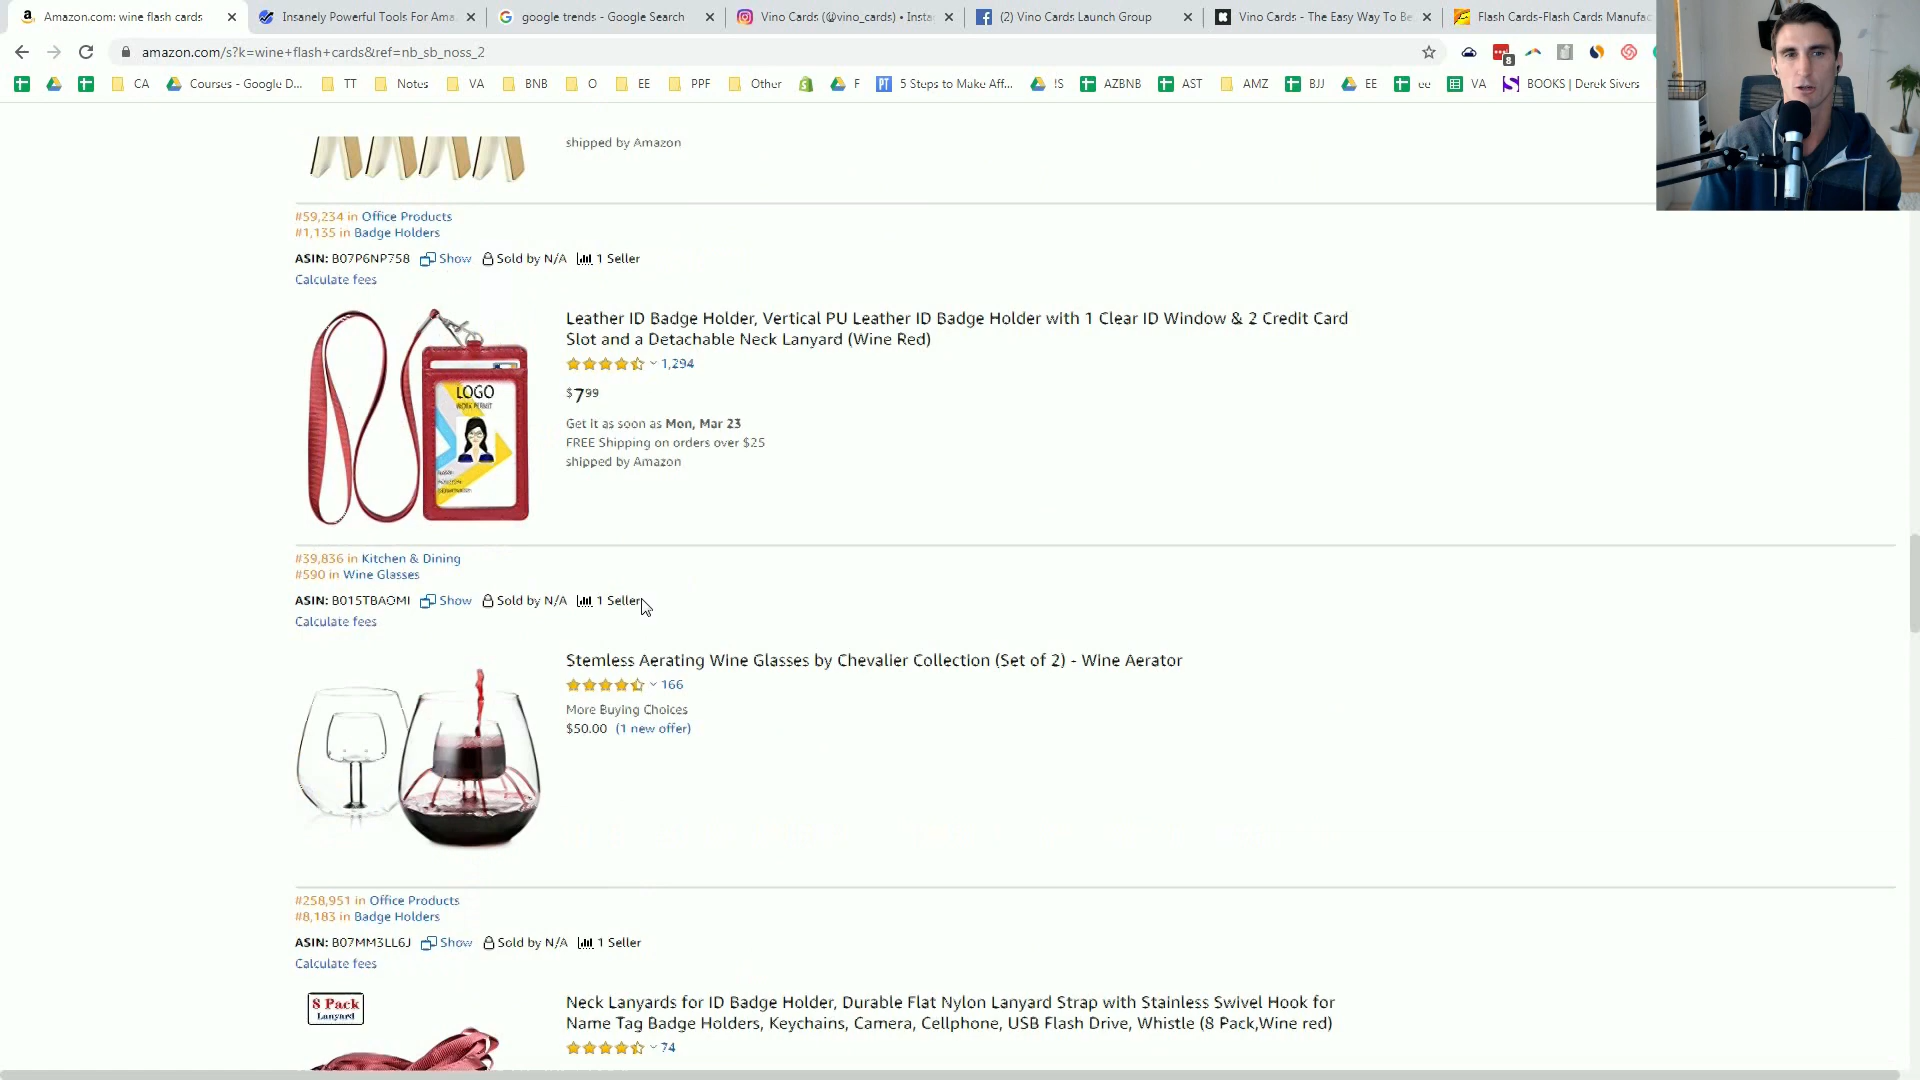 Amazon.com: wine flash cards
Insanely Powerful Tools For Ama
google trends - Google Search
Vino Cards (@vino_cards) • Insta
(2) Vino Cards Launch Group
Vino Cards - The Easy Way To Be
Flash Cards-Flash Cards Manufac
amazon.com/s?k=wine+flash+cards&ref=nb_sb_noss_2
8
CA
Courses - Google D...
TT
Notes
VA
BNB
O
EE
PPF
Other
F
5 Steps to Make Aff...
!S
AZBNB
AST
AMZ
BJJ
EE
ee
VA
BOOKS | Derek Sivers
shipped by Amazon
#59,234 in Office Products
#1,135 in Badge Holders
ASIN: B07P6NP758 Show Sold by N/A 1 Seller
Calculate fees
Leather ID Badge Holder, Vertical PU Leather ID Badge Holder with 1 Clear ID Window & 2 Credit Card
Slot and a Detachable Neck Lanyard (Wine Red)
1,294
$799
Get it as soon as Mon, Mar 23
FREE Shipping on orders over $25
shipped by Amazon
LOGO
WORK PERMIT
#39,836 in Kitchen & Dining
#590 in Wine Glasses
ASIN: B015TBAOMI Show Sold by N/A 1 Seller
Calculate fees
Stemless Aerating Wine Glasses by Chevalier Collection (Set of 2) - Wine Aerator
166
More Buying Choices
$50.00 (1 new offer)
#258,951 in Office Products
#8,183 in Badge Holders
ASIN: B07MM3LL6J Show Sold by N/A 1 Seller
Calculate fees
8 Pack
Lanyard
Neck Lanyards for ID Badge Holder, Durable Flat Nylon Lanyard Strap with Stainless Swivel Hook for
Name Tag Badge Holders, Keychains, Camera, Cellphone, USB Flash Drive, Whistle (8 Pack,Wine red)
74